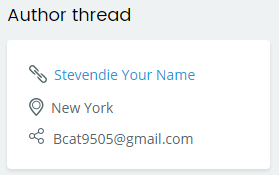 Author thread
Stevendie Your Name
New York
Bcat9505@gmail.com